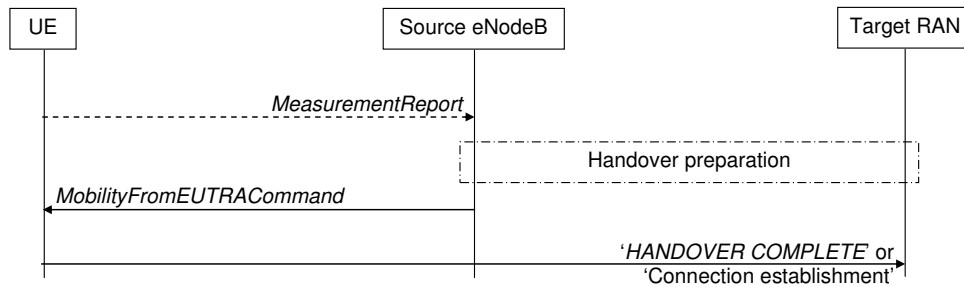 UE
Source eNodeB
Target RAN
MeasurementReport
Handover preparation
MobilityFromEUTRACommand
‘HANDOVER COMPLETE’ or
‘Connection establishment’